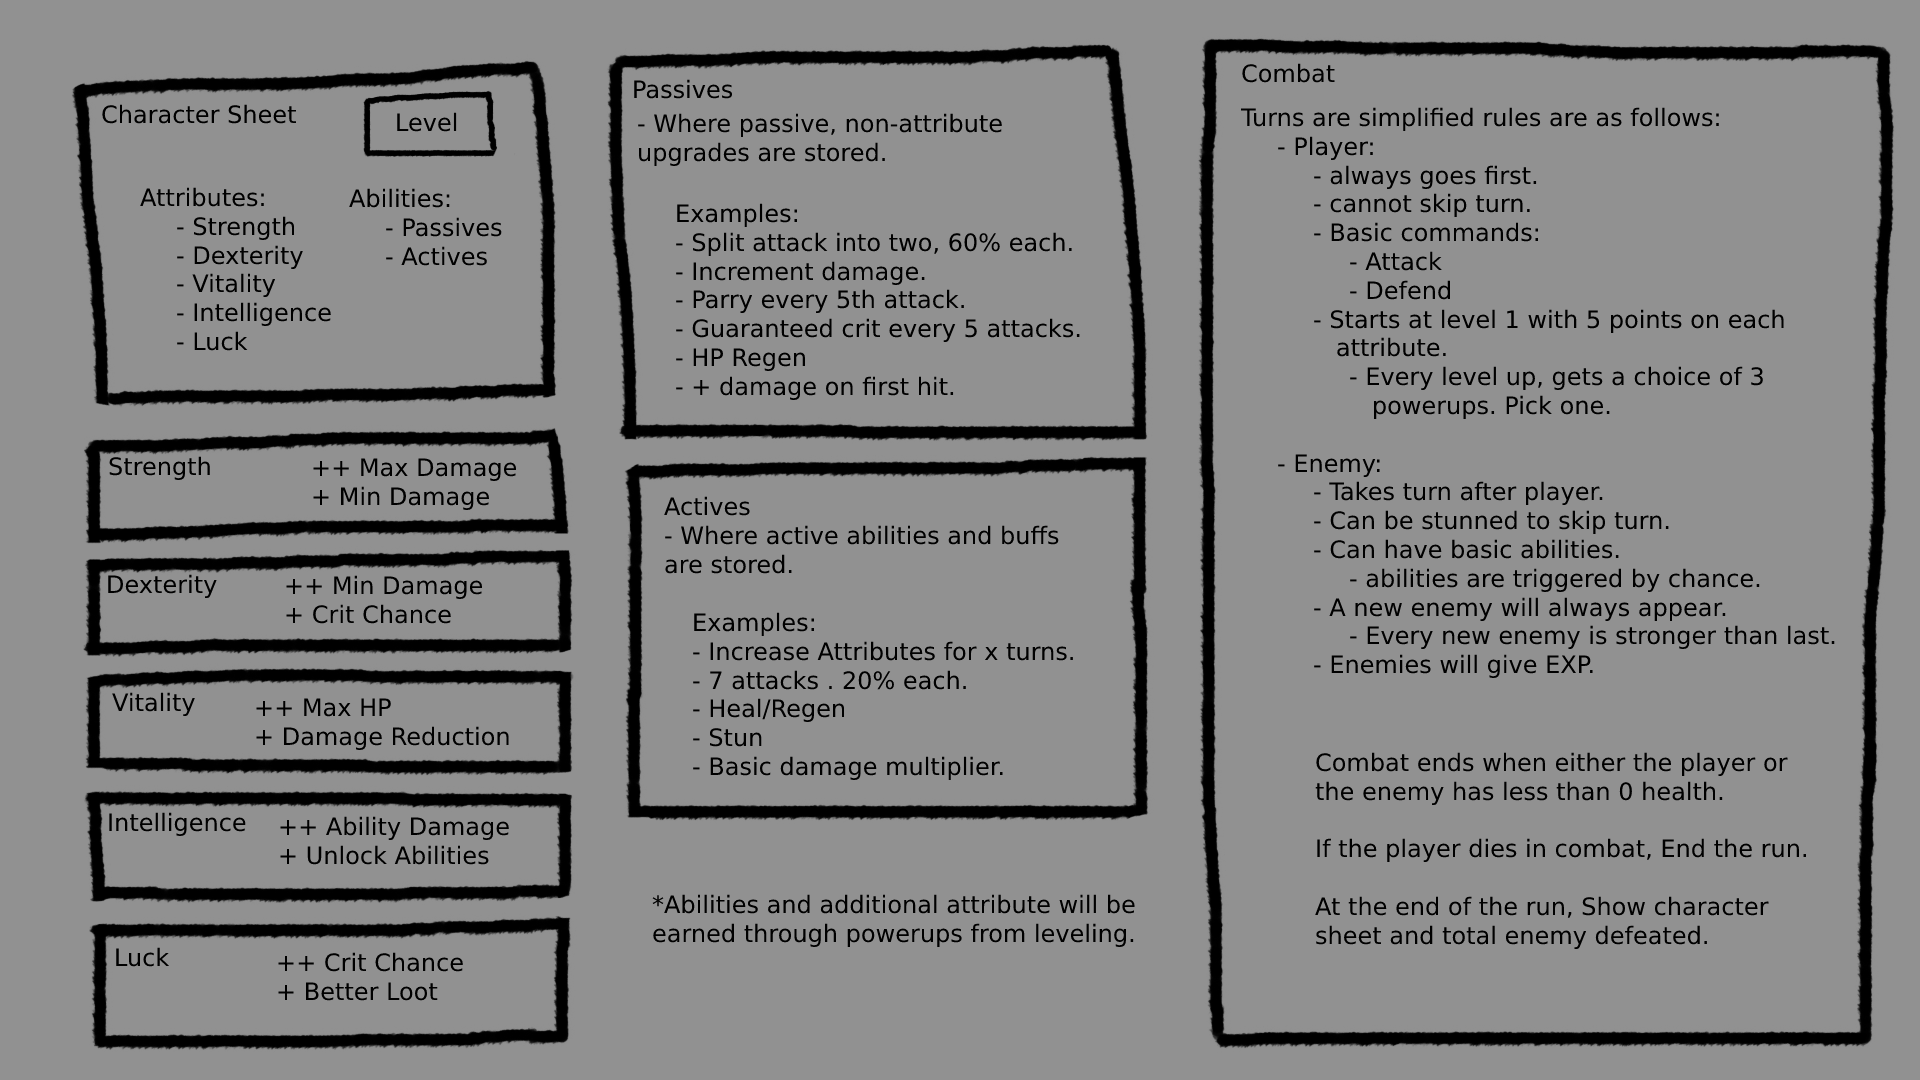 Character Sheet
Level
Attributes:
- Strength
- Dexterity
- Vitality
- Intelligence
- Luck
Abilities:
- Passives
- Actives
Strength
++ Max Damage
+ Min Damage
Dexterity
++ Min Damage
+ Crit Chance
Vitality
++ Max HP
+ Damage Reduction
Intelligence
++ Ability Damage
+ Unlock Abilities
Luck
++ Crit Chance
+ Better Loot
Passives
- Where passive, non-attribute
upgrades are stored.
Examples:
- Split attack into two, 60% each.
- Increment damage.
- Parry every 5th attack.
- Guaranteed crit every 5 attacks.
- HP Regen
- + damage on first hit.
Actives
- Where active abilities and buffs
are stored.
Examples:
- Increase Attributes for x turns.
- 7 attacks . 20% each.
- Heal/Regen
- Stun
- Basic damage multiplier.
*Abilities and additional attribute will be
earned through powerups from leveling.
Combat
Turns are simplified rules are as follows:
- Player:
- always goes first.
- cannot skip turn.
- Basic commands:
- Attack
- Defend
- Starts at level 1 with 5 points on each
attribute.
- Every level up, gets a choice of 3
powerups. Pick one.
- Enemy:
- Takes turn after player.
- Can be stunned to skip turn.
- Can have basic abilities.
- abilities are triggered by chance.
- A new enemy will always appear.
- Every new enemy is stronger than last.
- Enemies will give EXP.
Combat ends when either the player or
the enemy has less than 0 health.
If the player dies in combat, End the run.
At the end of the run, Show character
sheet and total enemy defeated.